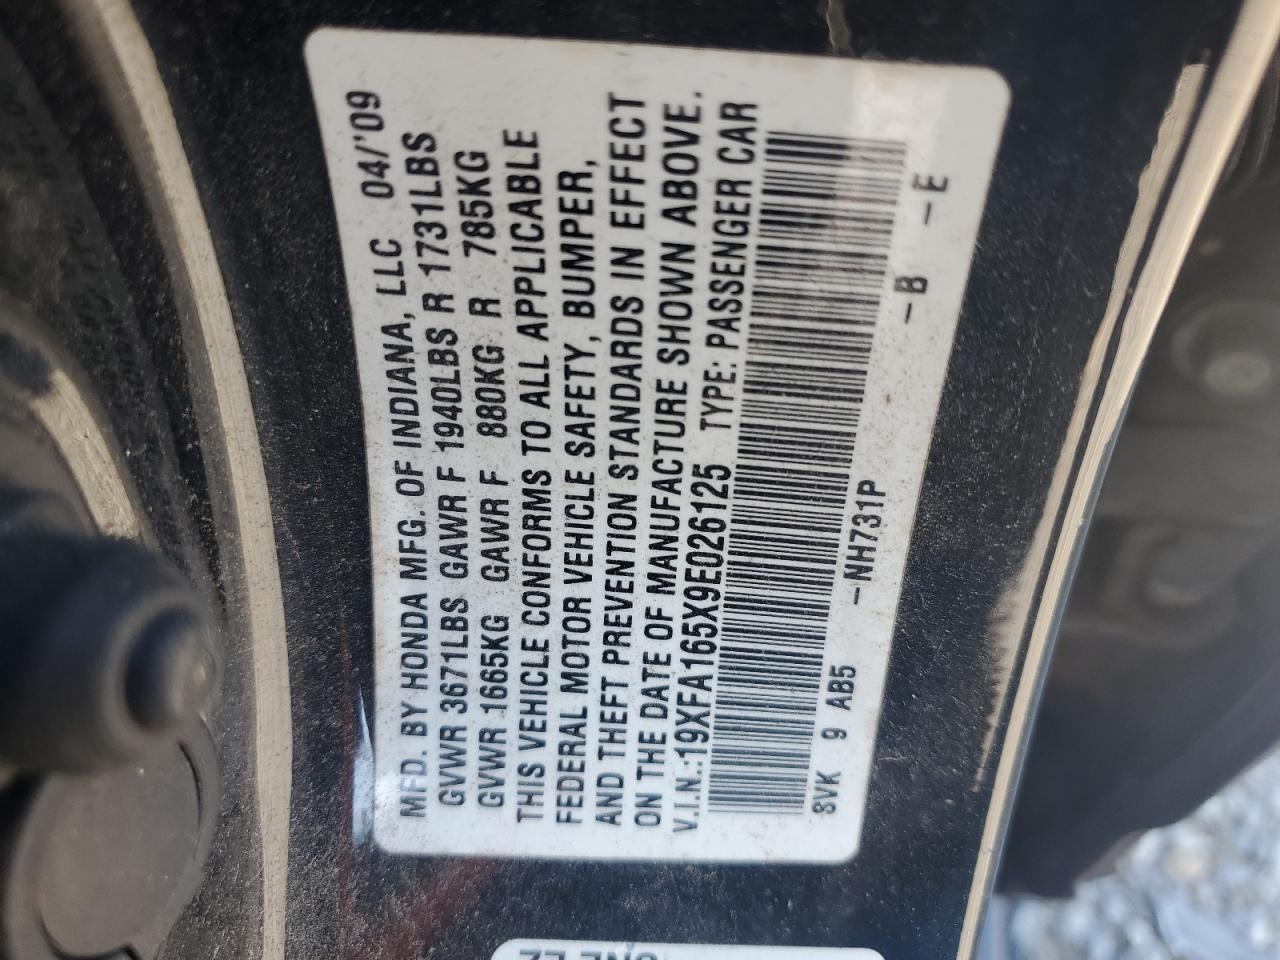 MFD. BY HONDA MFG. OF INDIANA, LLC 04/'09
GVWR 3671LBS GAWR F 1940LBS R 1731LBS
GVWR 1665KG GAWR F 880KG R 785KG
THIS VEHICLE CONFORMS TO ALL APPLICABLE
FEDERAL MOTOR VEHICLE SAFETY, BUMPER,
AND THEFT PREVENTION STANDARDS IN EFFECT
ON THE DATE OF MANUFACTURE SHOWN ABOVE.
V.I.N.:19XFA165X9E026125 TYPE: PASSENGER CAR
SVK 9 AB5 -NH731P -B -E